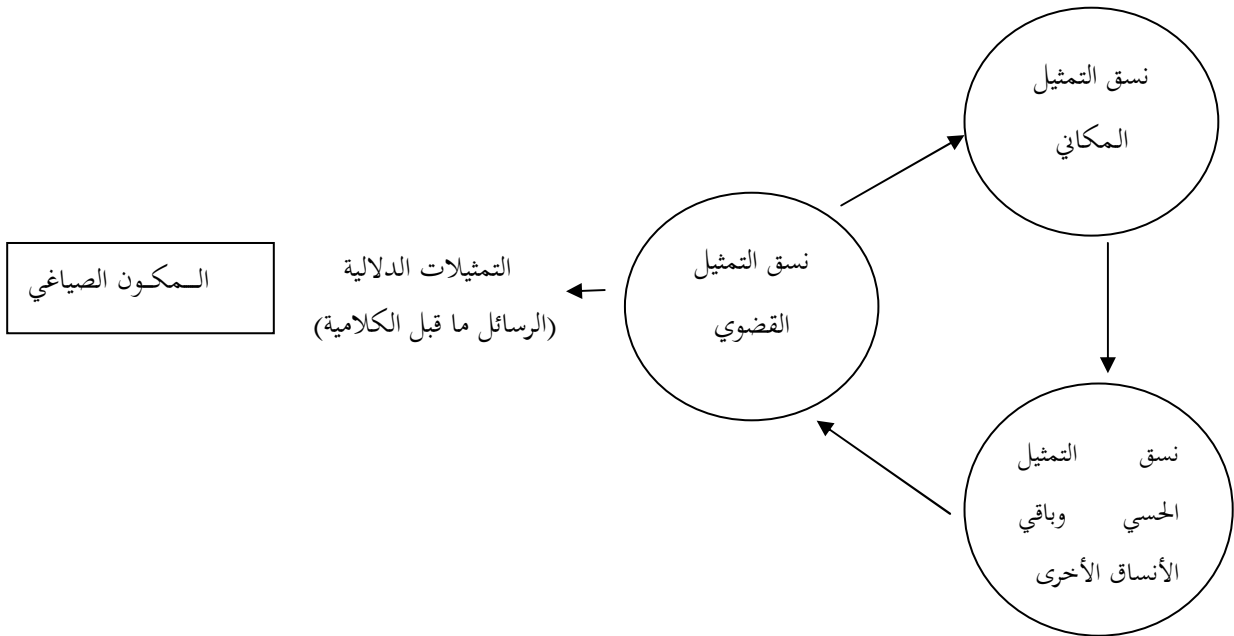 نسق التمثيل
المكاني
نسق التمثيل
القضوي
التمثيلات الدلالية
(الرسائل ما قبل الكلامية)
الـــمكـــون الصياغي
نسق التمثيل
الحسي وباقي
الأنساق الأخرى